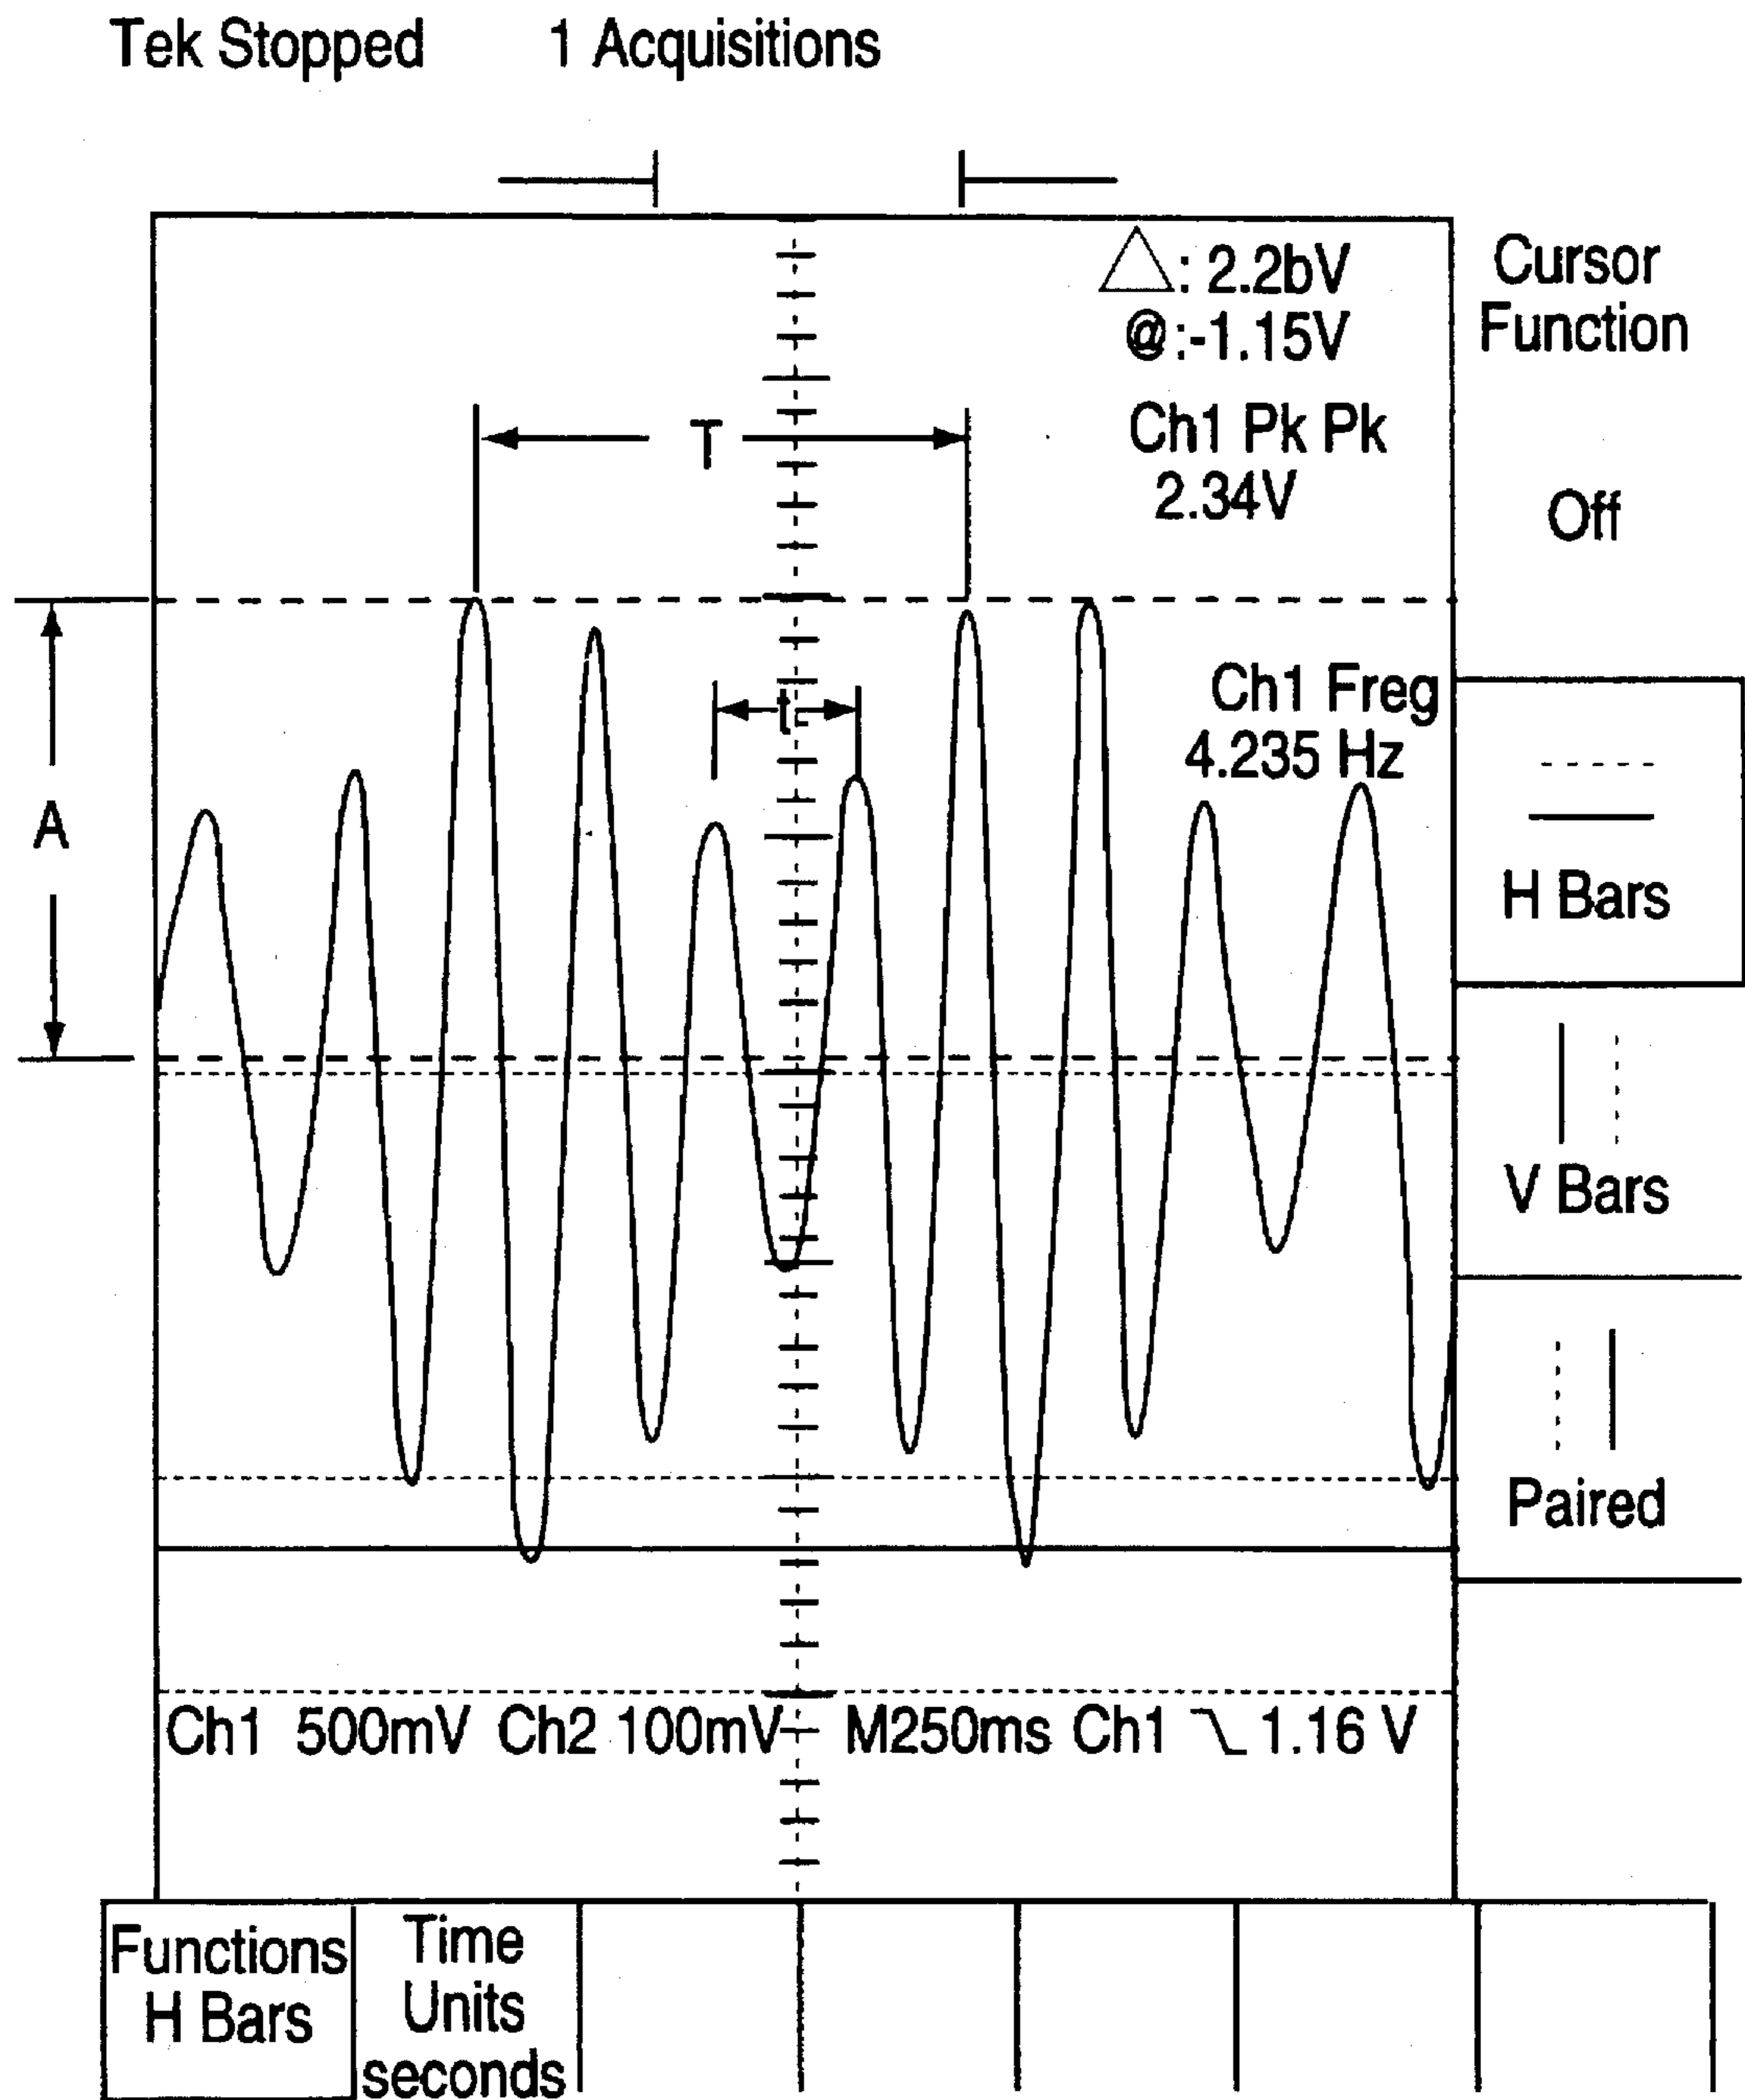 Tek Stopped 1 Acquisitions
△: 2.2bV
@:-1.15V
Ch1 Pk Pk
2.34V
Cursor
Function
Off
T
t
A
Ch1 Freg
4.235 Hz
H Bars
V Bars
Paired
Ch1 500mV Ch2 100mV M250ms Ch1 1.16 V
Functions
H Bars
Time
Units
seconds